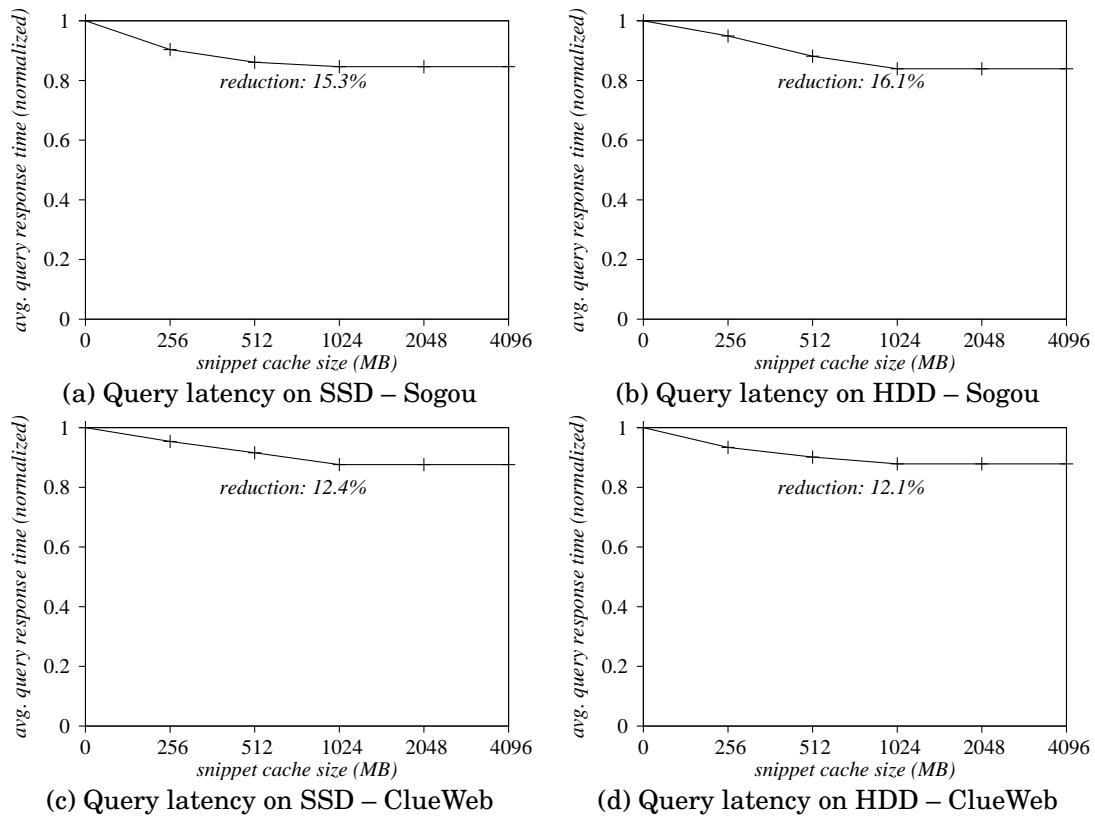 avg. query response time (normalized)
1
0.8
0.6
0.4
0.2
0
reduction: 15.3%
0 256 512 1024 2048 4096
snippet cache size (MB)
(a) Query latency on SSD – Sogou
avg. query response time (normalized)
1
0.8
0.6
0.4
0.2
0
reduction: 16.1%
0 256 512 1024 2048 4096
snippet cache size (MB)
(b) Query latency on HDD – Sogou
avg. query response time (normalized)
1
0.8
0.6
0.4
0.2
0
reduction: 12.4%
0 256 512 1024 2048 4096
snippet cache size (MB)
(c) Query latency on SSD – ClueWeb
avg. query response time (normalized)
1
0.8
0.6
0.4
0.2
0
reduction: 12.1%
0 256 512 1024 2048 4096
snippet cache size (MB)
(d) Query latency on HDD – ClueWeb